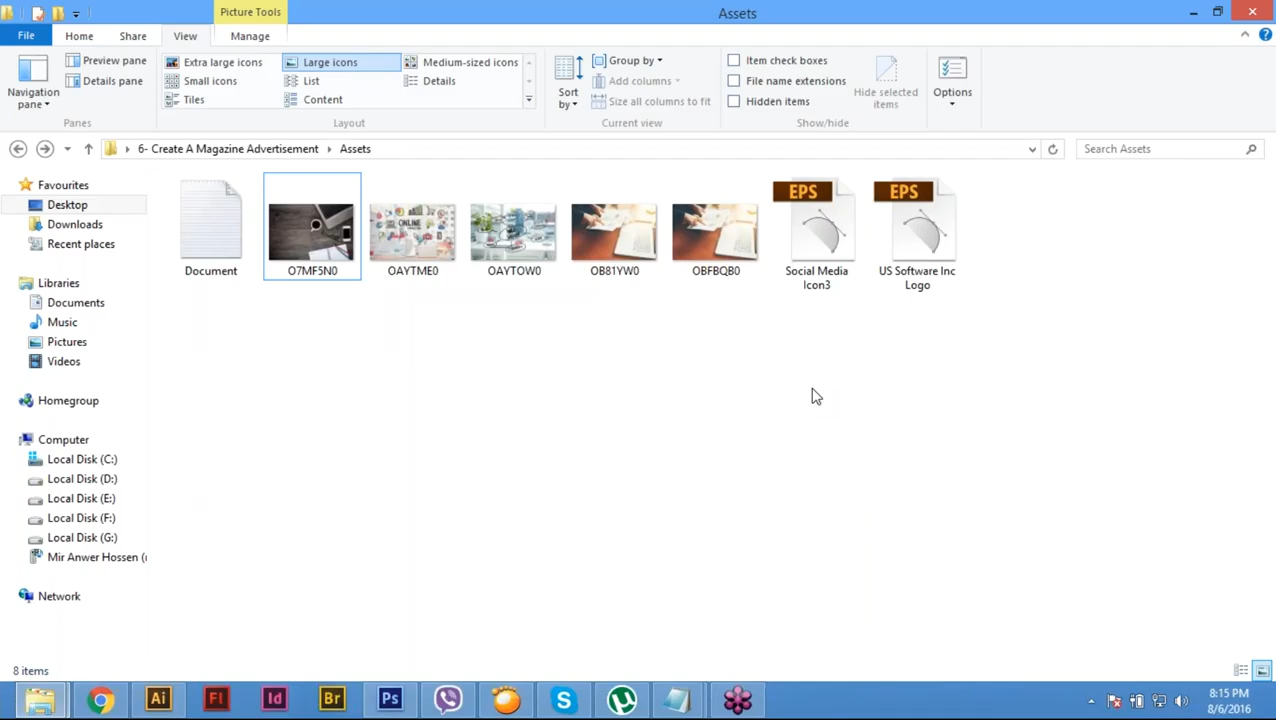 Picture Tools
Assets
File
Home
Share
View
Manage
Navigation
pane
Preview pane
Details pane
Panes
Extra large icons
Large icons
Medium-sized icons
Small icons
List
Details
Tiles
Content
Layout
Sort
by
Group by
Add columns
Size all columns to fit
Current view
Item check boxes
File name extensions
Hidden items
Hide selected
items
Show/hide
Options
6- Create A Magazine Advertisement
Assets
Search Assets
Favourites
Desktop
Downloads
Recent places
Libraries
Documents
Music
Pictures
Videos
Homegroup
Computer
Local Disk (C:)
Local Disk (D:)
Local Disk (E:)
Local Disk (F:)
Local Disk (G:)
Mir Anwer Hossen (
Network
EPS
EPS
ONLINE
Document
O7MF5N0
OAYTME0
OAYTOW0
OB81YW0
OBFBQB0
Social Media
Icon3
US Software Inc
Logo
8 items
Ai
Fl
Id
Br
Ps
8:15 PM
8/6/2016